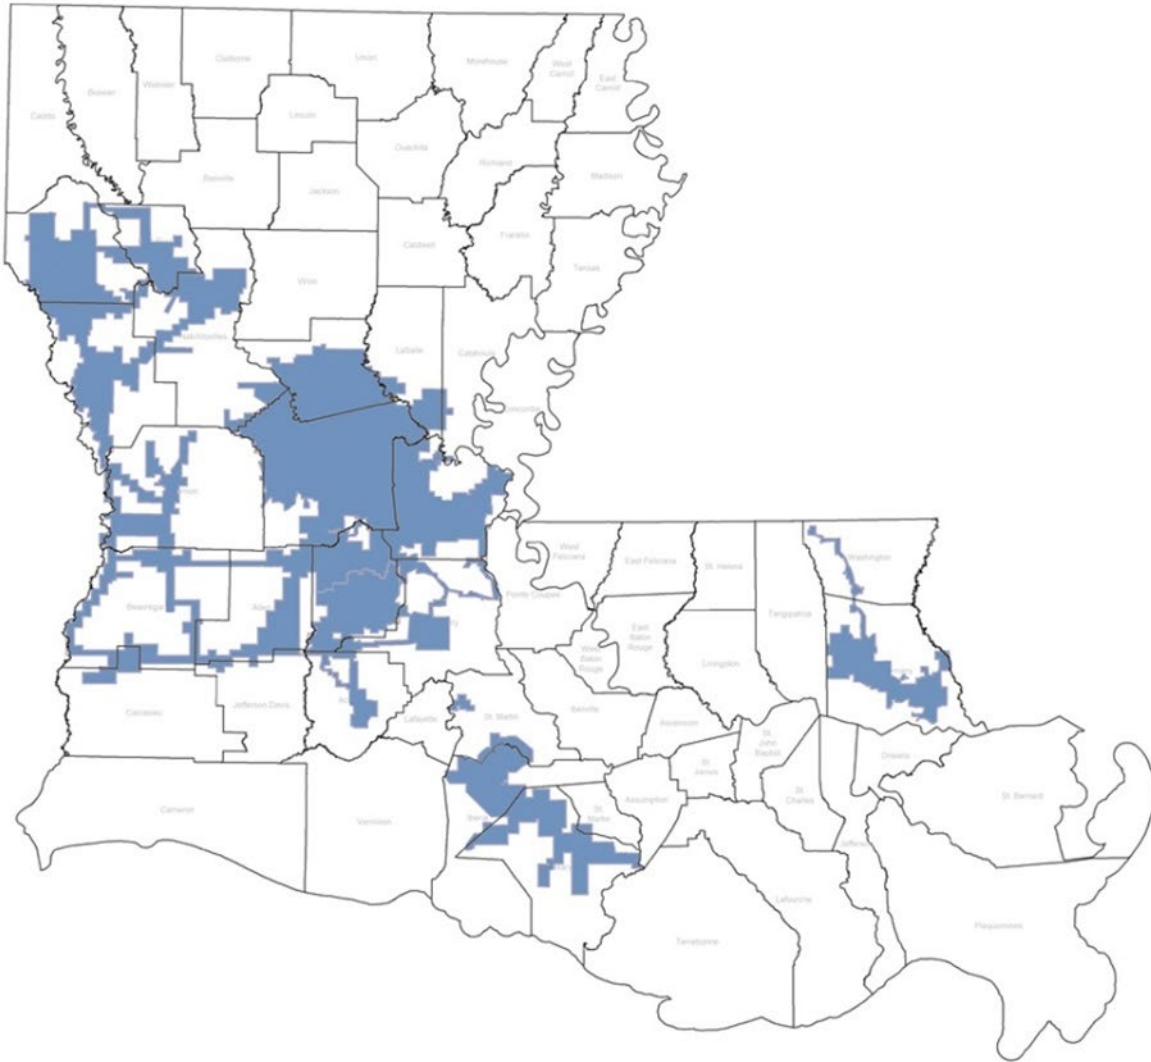 Caddo
Bossier
Webster
Claiborne
Union
Morehouse
West
Carroll
East
Carroll
Lincoln
Ouachita
Richland
Madison
Bienville
Jackson
Caldwell
Franklin
Tensas
Winn
Natchitoches
LaSalle
Catahoula
Concordia
Vernon
Beauregard
Allen
Calcasieu
Jefferson Davis
Lafayette
St. Martin
Iberville
Pointe Coupee
West
Feliciana
East Feliciana
St. Helena
Tangipahoa
Washington
East
Baton
Rouge
West
Baton
Rouge
Livingston
Ascension
St.
James
St.
John
Baptist
St.
Charles
Orleans
St. Bernard
Jefferson
Plaquemines
Lafourche
Terrebonne
Assumption
St.
Martin
Iberia
Vermilion
Cameron